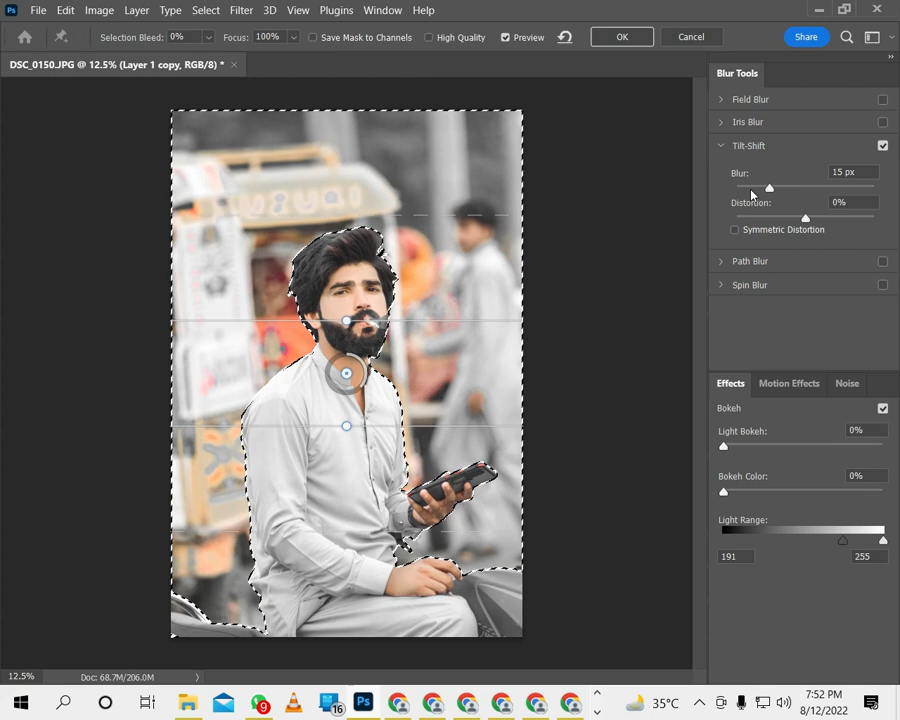 Ps File Edit Image Layer Type Select Filter 3D View Plugins Window Help
Selection Bleed: 0% Focus: 100% Save Mask to Channels High Quality Preview OK Cancel Share
DSC_0150.JPG @ 12.5% (Layer 1 copy, RGB/8) * ×
Blur Tools
Field Blur
Iris Blur
Tilt-Shift
Blur: 15 px
Distortion: 0%
Symmetric Distortion
Path Blur
Spin Blur
Effects Motion Effects Noise
Bokeh
Light Bokeh: 0%
Bokeh Color: 0%
Light Range:
191 255
12.5% Doc: 68.7M/206.0M
9 16 Ps 35°C 7:52 PM
8/12/2022